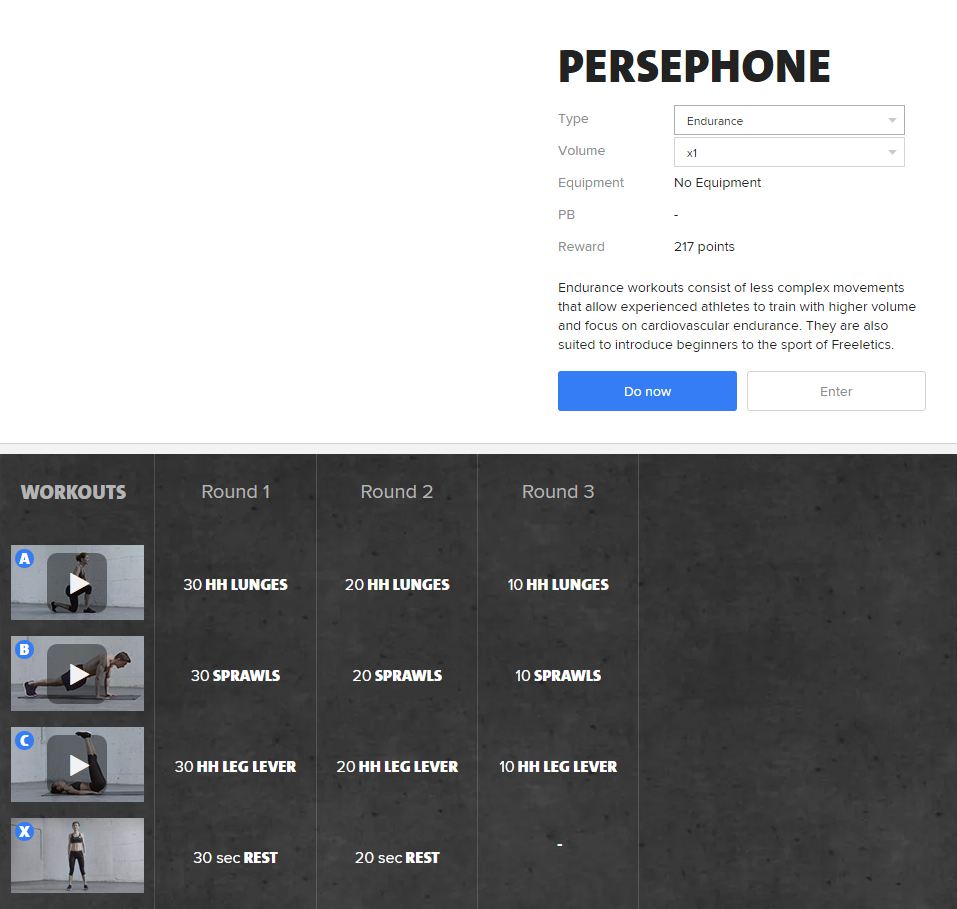 PERSEPHONE
Type Endurance
Volume x1
Equipment No Equipment
PB -
Reward 217 points
Endurance workouts consist of less complex movements
that allow experienced athletes to train with higher volume
and focus on cardiovascular endurance. They are also
suited to introduce beginners to the sport of Freeletics.
Do now Enter
WORKOUTS Round 1 Round 2 Round 3
A 30 HH LUNGES 20 HH LUNGES 10 HH LUNGES
B 30 SPRAWLS 20 SPRAWLS 10 SPRAWLS
C 30 HH LEG LEVER 20 HH LEG LEVER 10 HH LEG LEVER
X 30 sec REST 20 sec REST -